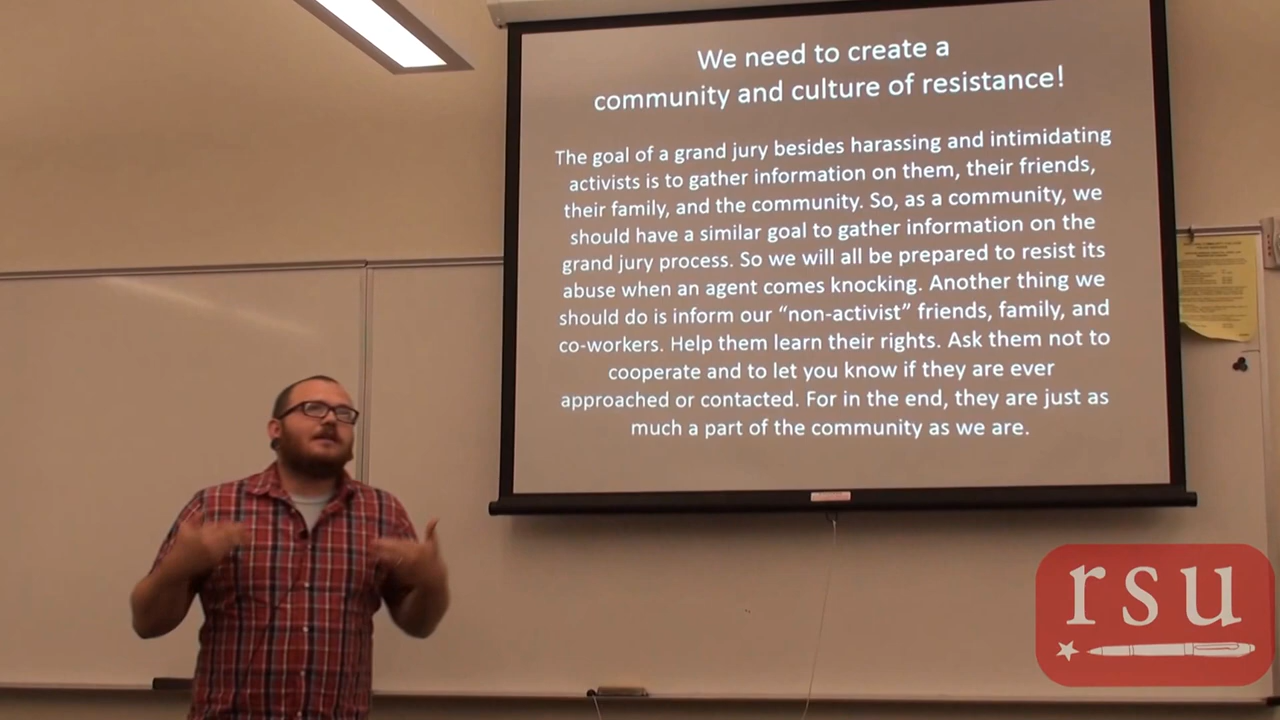 We need to create a
community and culture of resistance!
The goal of a grand jury besides harassing and intimidating
activists is to gather information on them, their friends,
their family, and the community. So, as a community, we
should have a similar goal to gather information on the
grand jury process. So we will all be prepared to resist its
abuse when an agent comes knocking. Another thing we
should do is inform our “non-activist” friends, family, and
co-workers. Help them learn their rights. Ask them not to
cooperate and to let you know if they are ever
approached or contacted. For in the end, they are just as
much a part of the community as we are.
rsu